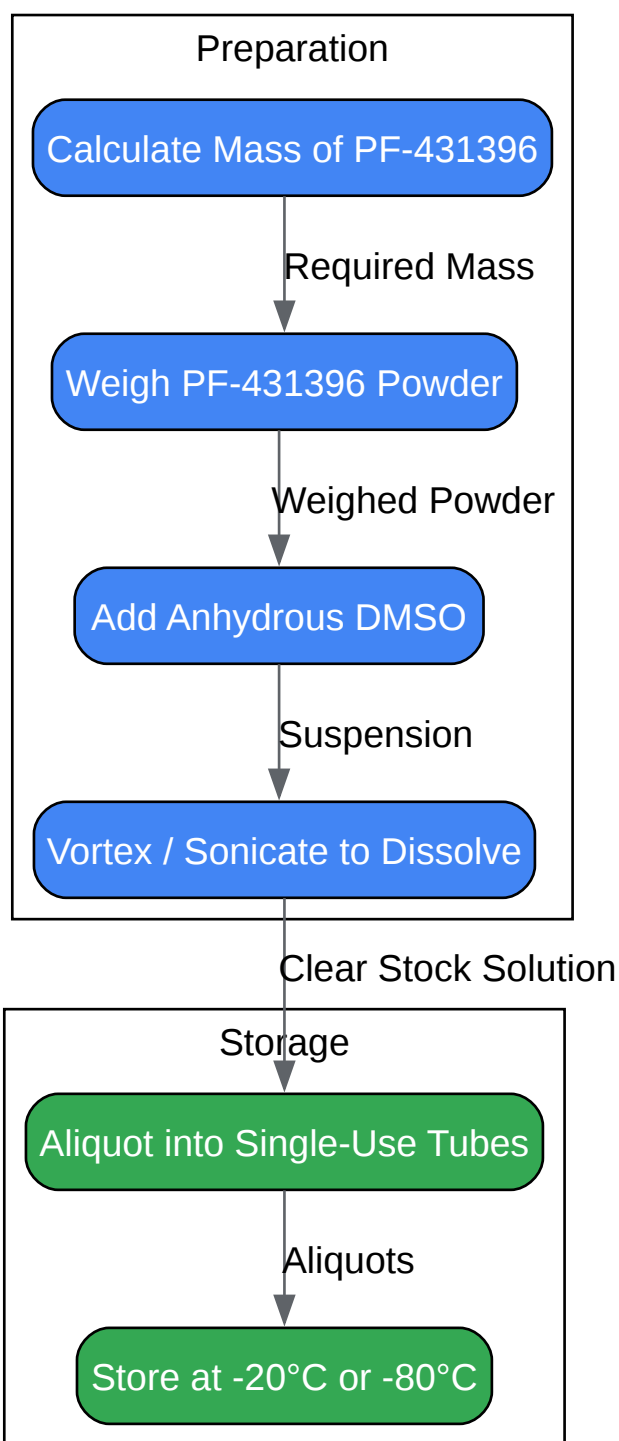 Preparation
Calculate Mass of PF-431396
Required Mass
Weigh PF-431396 Powder
Weighed Powder
Add Anhydrous DMSO
Suspension
Vortex / Sonicate to Dissolve
Clear Stock Solution
Storage
Aliquot into Single-Use Tubes
Aliquots
Store at -20°C or -80°C